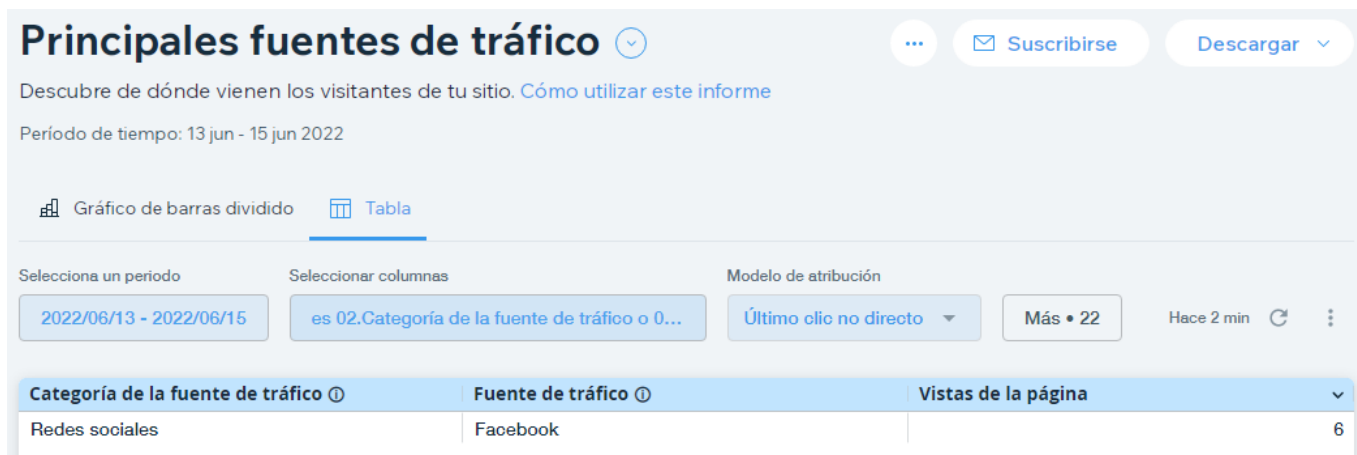 Principales fuentes de tráfico
Suscribirse
Descargar
Descubre de dónde vienen los visitantes de tu sitio. Cómo utilizar este informe
Período de tiempo: 13 jun - 15 jun 2022
Gráfico de barras dividido
Tabla
Selecciona un periodo
Seleccionar columnas
Modelo de atribución
2022/06/13 - 2022/06/15
es 02.Categoría de la fuente de tráfico o 0...
Último clic no directo
Más • 22
Hace 2 min
Categoría de la fuente de tráfico
Fuente de tráfico
Vistas de la página
Redes sociales
Facebook
6